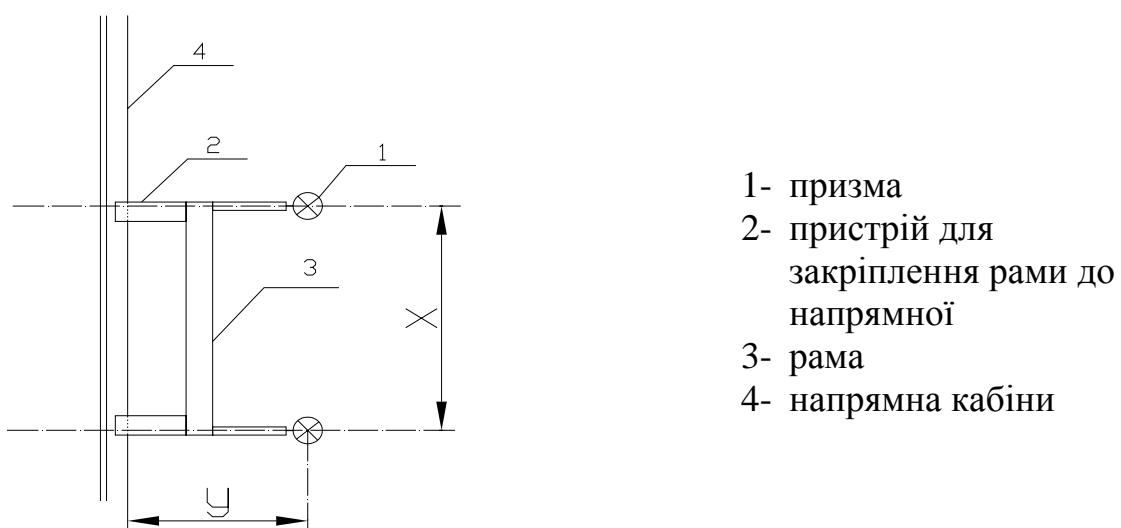 4
2
1
3
X
y
1- призма
2- пристрій для
закріплення рами до
напрямної
3- рама
4- напрямна кабіни